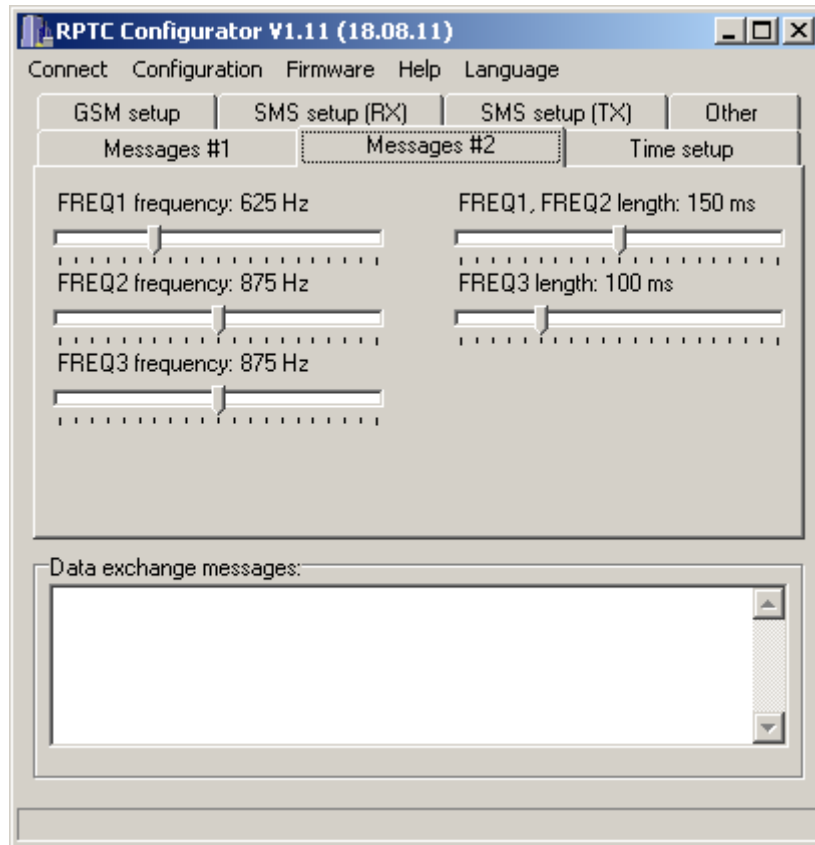 RPTC Configurator V1.11 (18.08.11)
Connect Configuration Firmware Help Language
GSM setup SMS setup (RX) SMS setup (TX) Other
Messages #1 Messages #2 Time setup
FREQ1 frequency: 625 Hz
FREQ1, FREQ2 length: 150 ms
FREQ2 frequency: 875 Hz
FREQ3 length: 100 ms
FREQ3 frequency: 875 Hz
Data exchange messages: